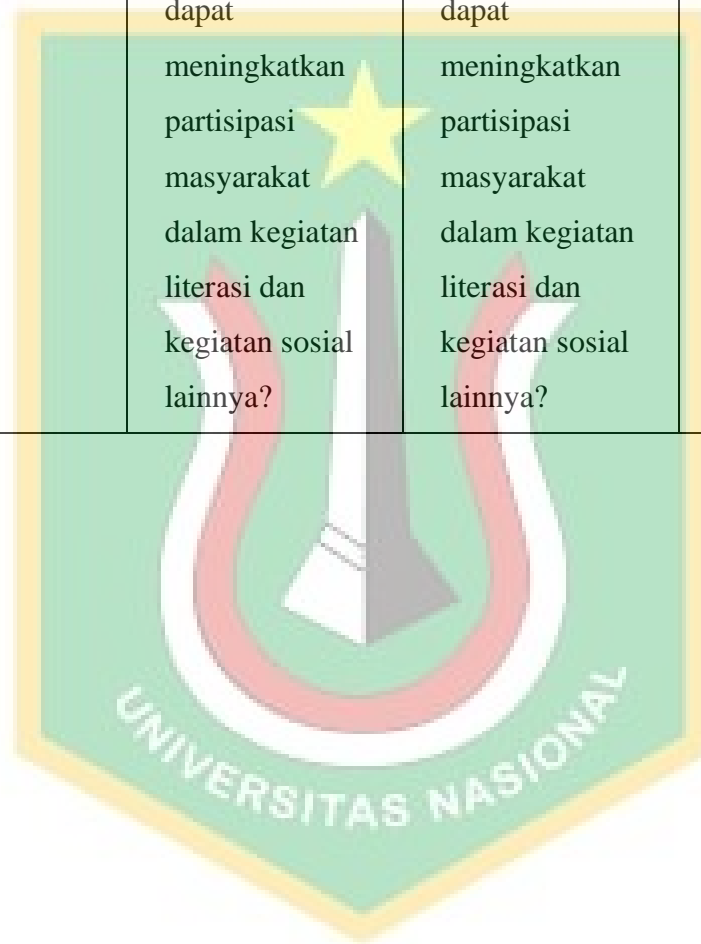 dapat
meningkatkan
partisipasi
masyarakat
dalam kegiatan
literasi dan
kegiatan sosial
lainnya?
dapat
meningkatkan
partisipasi
masyarakat
dalam kegiatan
literasi dan
kegiatan sosial
lainnya?
UNIVERSITAS NASIONAL